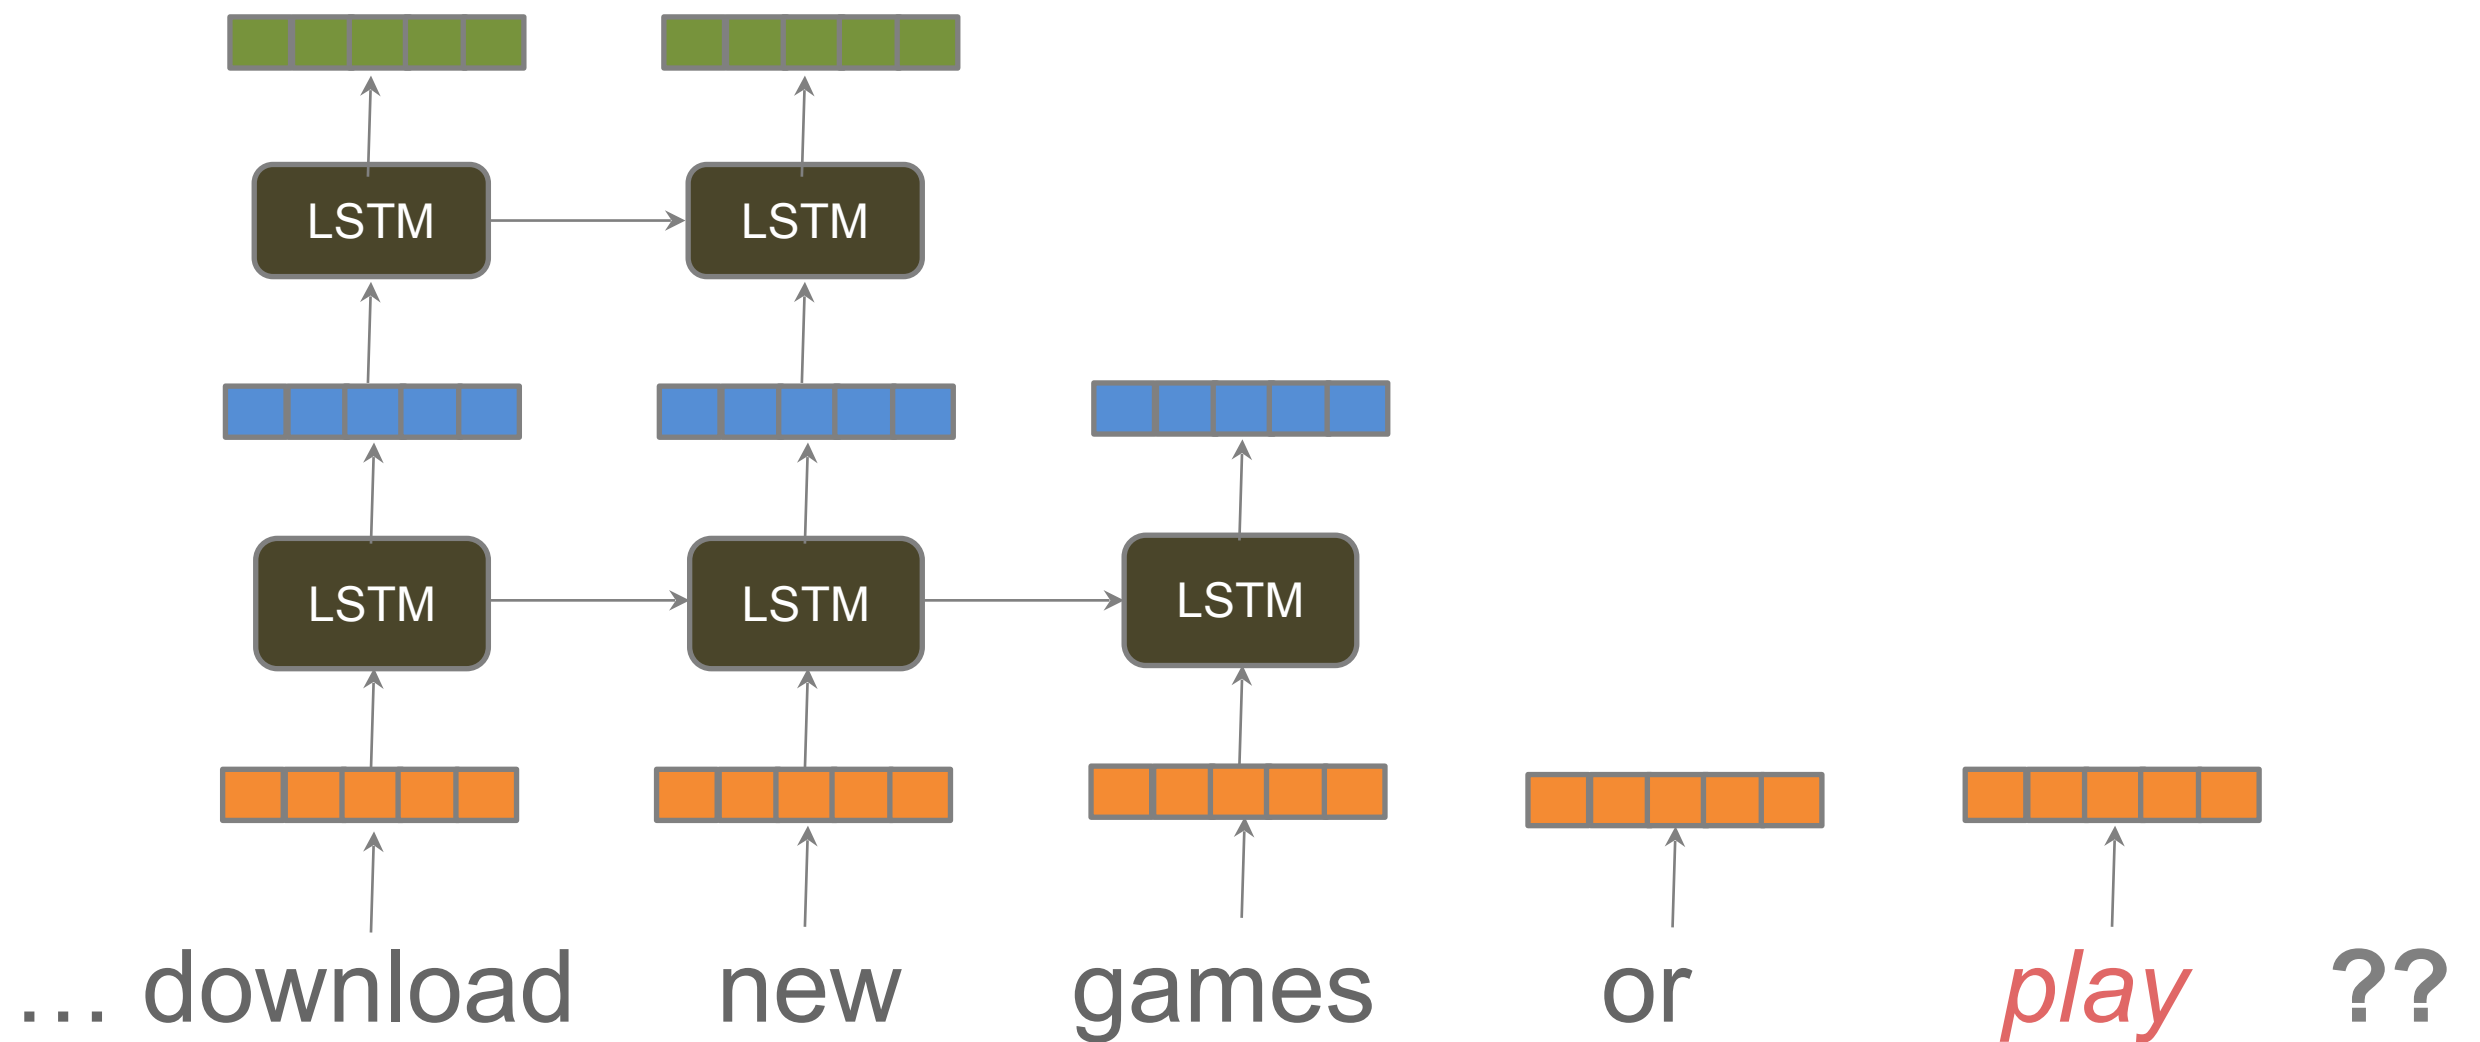 LSTM LSTM
LSTM LSTM LSTM
... download new games or play ??